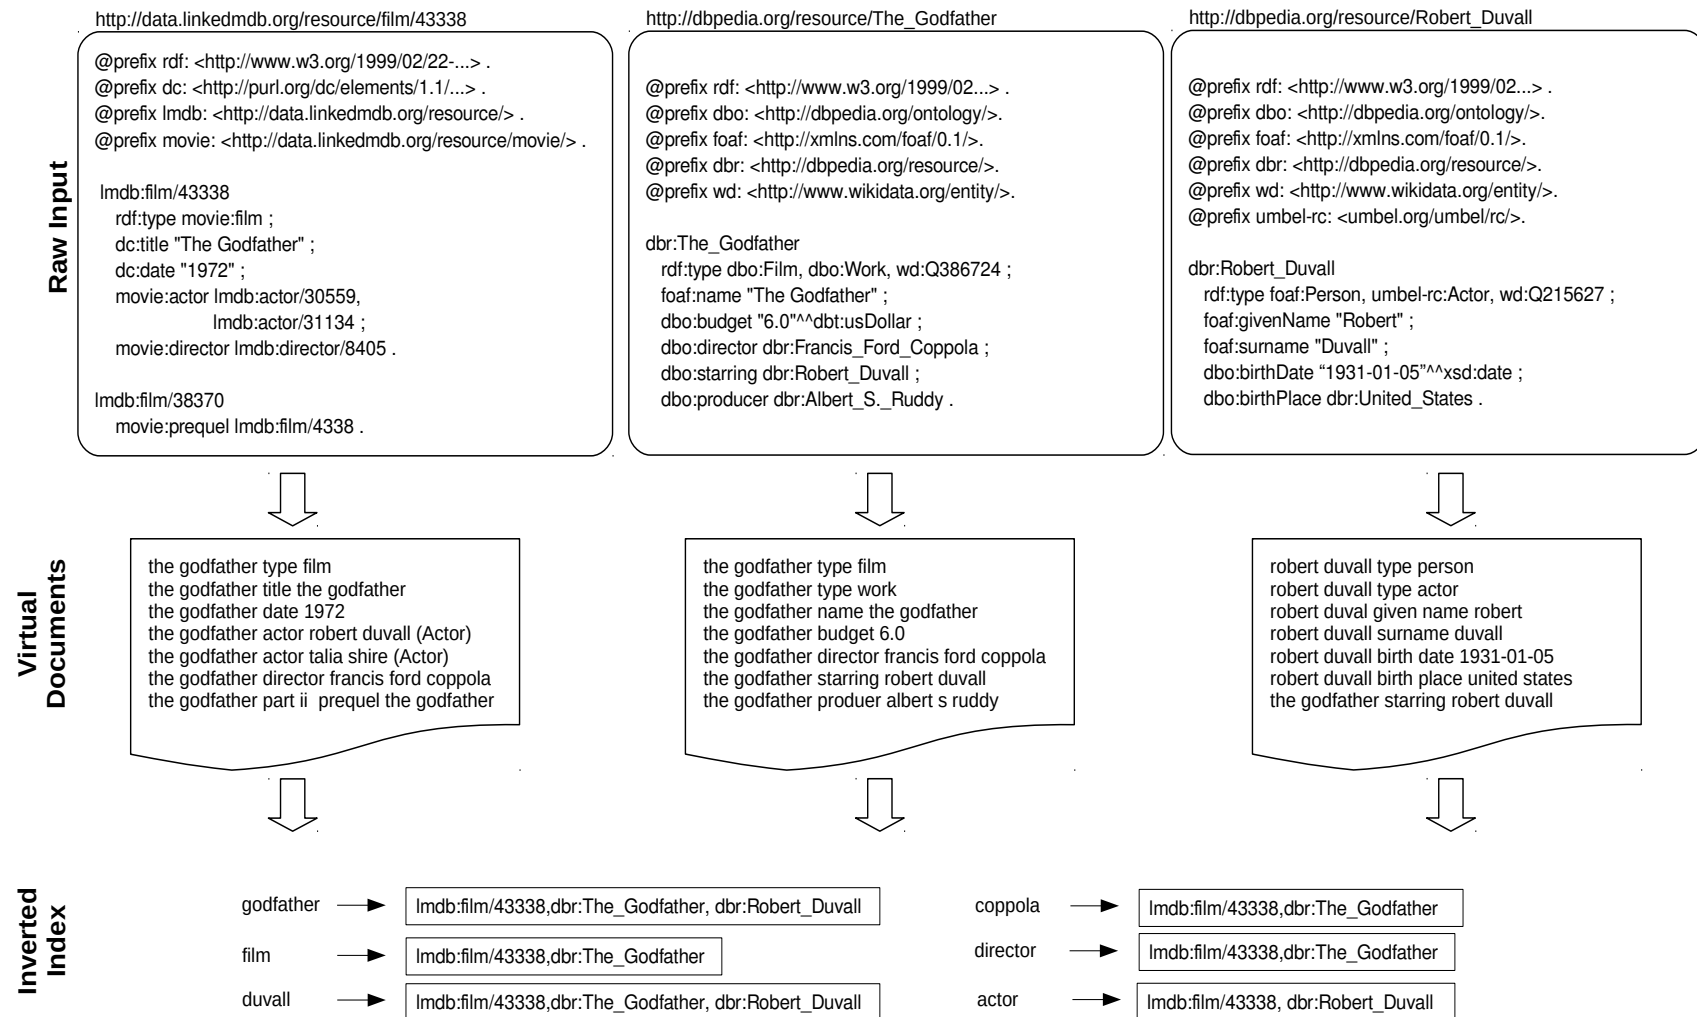 http://data.linkedmdb.org/resource/film/43338
@prefix rdf: <http://www.w3.org/1999/02/22-...> .
@prefix dc: <http://purl.org/dc/elements/1.1/...> .
@prefix lmdb: <http://data.linkedmdb.org/resource/> .
@prefix movie: <http://data.linkedmdb.org/resource/movie/> .
lmdb:film/43338
rdf:type movie:film ;
dc:title "The Godfather" ;
dc:date "1972" ;
movie:actor lmdb:actor/30559,
lmdb:actor/31134 ;
movie:director lmdb:director/8405 .
lmdb:film/38370
movie:prequel lmdb:film/4338 .
http://dbpedia.org/resource/The_Godfather
@prefix rdf: <http://www.w3.org/1999/02...> .
@prefix dbo: <http://dbpedia.org/ontology/>.
@prefix foaf: <http://xmlns.com/foaf/0.1/>.
@prefix dbr: <http://dbpedia.org/resource/>.
@prefix wd: <http://www.wikidata.org/entity/>.
dbr:The_Godfather
rdf:type dbo:Film, dbo:Work, wd:Q386724 ;
foaf:name "The Godfather" ;
dbo:budget "6.0"^^dbt:usDollar ;
dbo:director dbr:Francis_Ford_Coppola ;
dbo:starring dbr:Robert_Duvall ;
dbo:producer dbr:Albert_S._Ruddy .
http://dbpedia.org/resource/Robert_Duvall
@prefix rdf: <http://www.w3.org/1999/02...> .
@prefix dbo: <http://dbpedia.org/ontology/>.
@prefix foaf: <http://xmlns.com/foaf/0.1/>.
@prefix dbr: <http://dbpedia.org/resource/>.
@prefix wd: <http://www.wikidata.org/entity/>.
@prefix umbel-rc: <umbel.org/umbel/rc/>.
dbr:Robert_Duvall
rdf:type foaf:Person, umbel-rc:Actor, wd:Q215627 ;
foaf:givenName "Robert" ;
foaf:surname "Duvall" ;
dbo:birthDate “1931-01-05”^^xsd:date ;
dbo:birthPlace dbr:United_States .
Raw Input
Virtual
Documents
the godfather type film
the godfather title the godfather
the godfather date 1972
the godfather actor robert duvall (Actor)
the godfather actor talia shire (Actor)
the godfather director francis ford coppola
the godfather part ii  prequel the godfather
the godfather type film
the godfather type work
the godfather name the godfather
the godfather budget 6.0
the godfather director francis ford coppola
the godfather starring robert duvall
the godfather produer albert s ruddy
robert duvall type person
robert duvall type actor
robert duval given name robert
robert duvall surname duvall
robert duvall birth date 1931-01-05
robert duvall birth place united states
the godfather starring robert duvall
Inverted
Index
godfather lmdb:film/43338,dbr:The_Godfather, dbr:Robert_Duvall
film lmdb:film/43338,dbr:The_Godfather
duvall lmdb:film/43338,dbr:The_Godfather, dbr:Robert_Duvall
coppola lmdb:film/43338,dbr:The_Godfather
director lmdb:film/43338,dbr:The_Godfather
actor lmdb:film/43338, dbr:Robert_Duvall